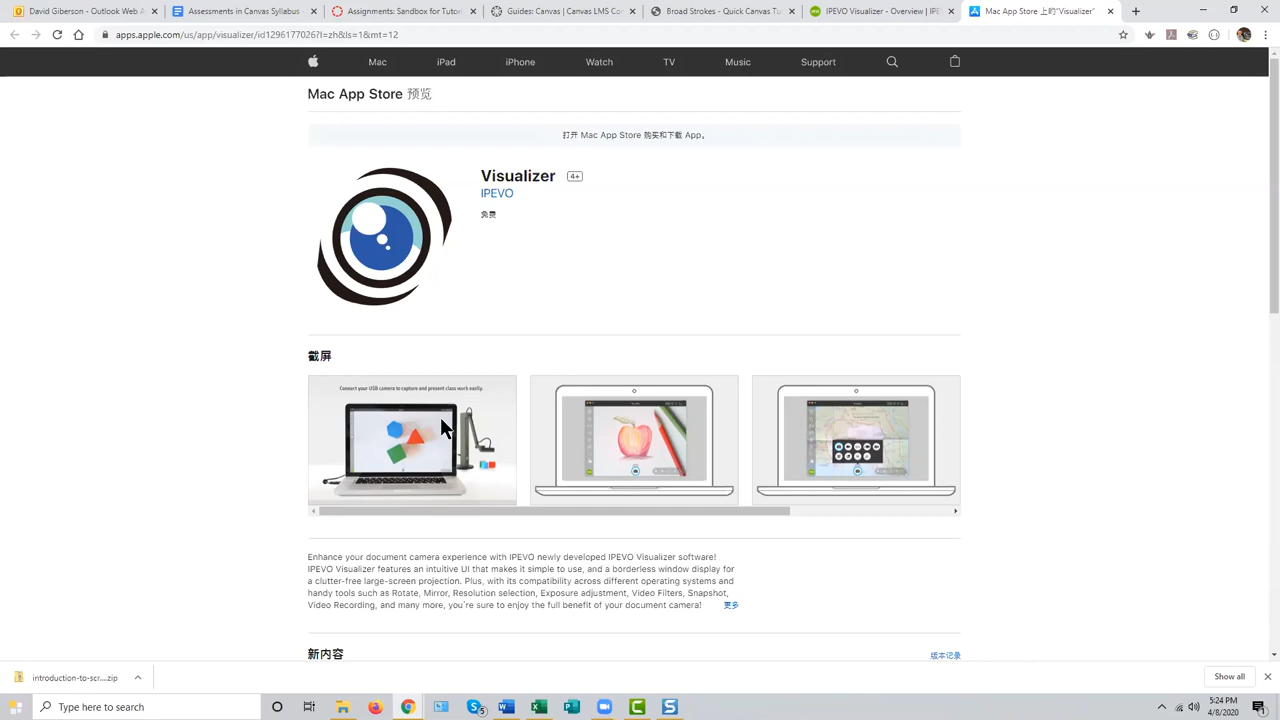 David Giberson - Outlook Web A
Assessments in Canvas Syllabus
Assignments: Sandbox for Tutori
Guides: Canvas | Canvas LMS Co
Broad Strokes - Quick Canvas Tu
IPEVO Visualizer - Overview | IPE
Mac App Store 上的"Visualizer"
apps.apple.com/us/app/visualizer/id1296177026?l=zh&ls=1&mt=12
Mac
iPad
iPhone
Watch
TV
Music
Support
Mac App Store 预览
打开 Mac App Store 购买和下载 App。
Visualizer 4+
IPEVO
免费
截屏
Connect your USB camera to capture and present class work easily.
Enhance your document camera experience with IPEVO newly developed IPEVO Visualizer software!
IPEVO Visualizer features an intuitive UI that makes it simple to use, and a borderless window display for
a clutter-free large-screen projection. Plus, with its compatibility across different operating systems and
handy tools such as Rotate, Mirror, Resolution selection, Exposure adjustment, Video Filters, Snapshot,
Video Recording, and many more, you're sure to enjoy the full benefit of your document camera!
更多
新内容
版本记录
introduction-to-scr....zip
Show all
Type here to search
5
5:24 PM
4/8/2020
1